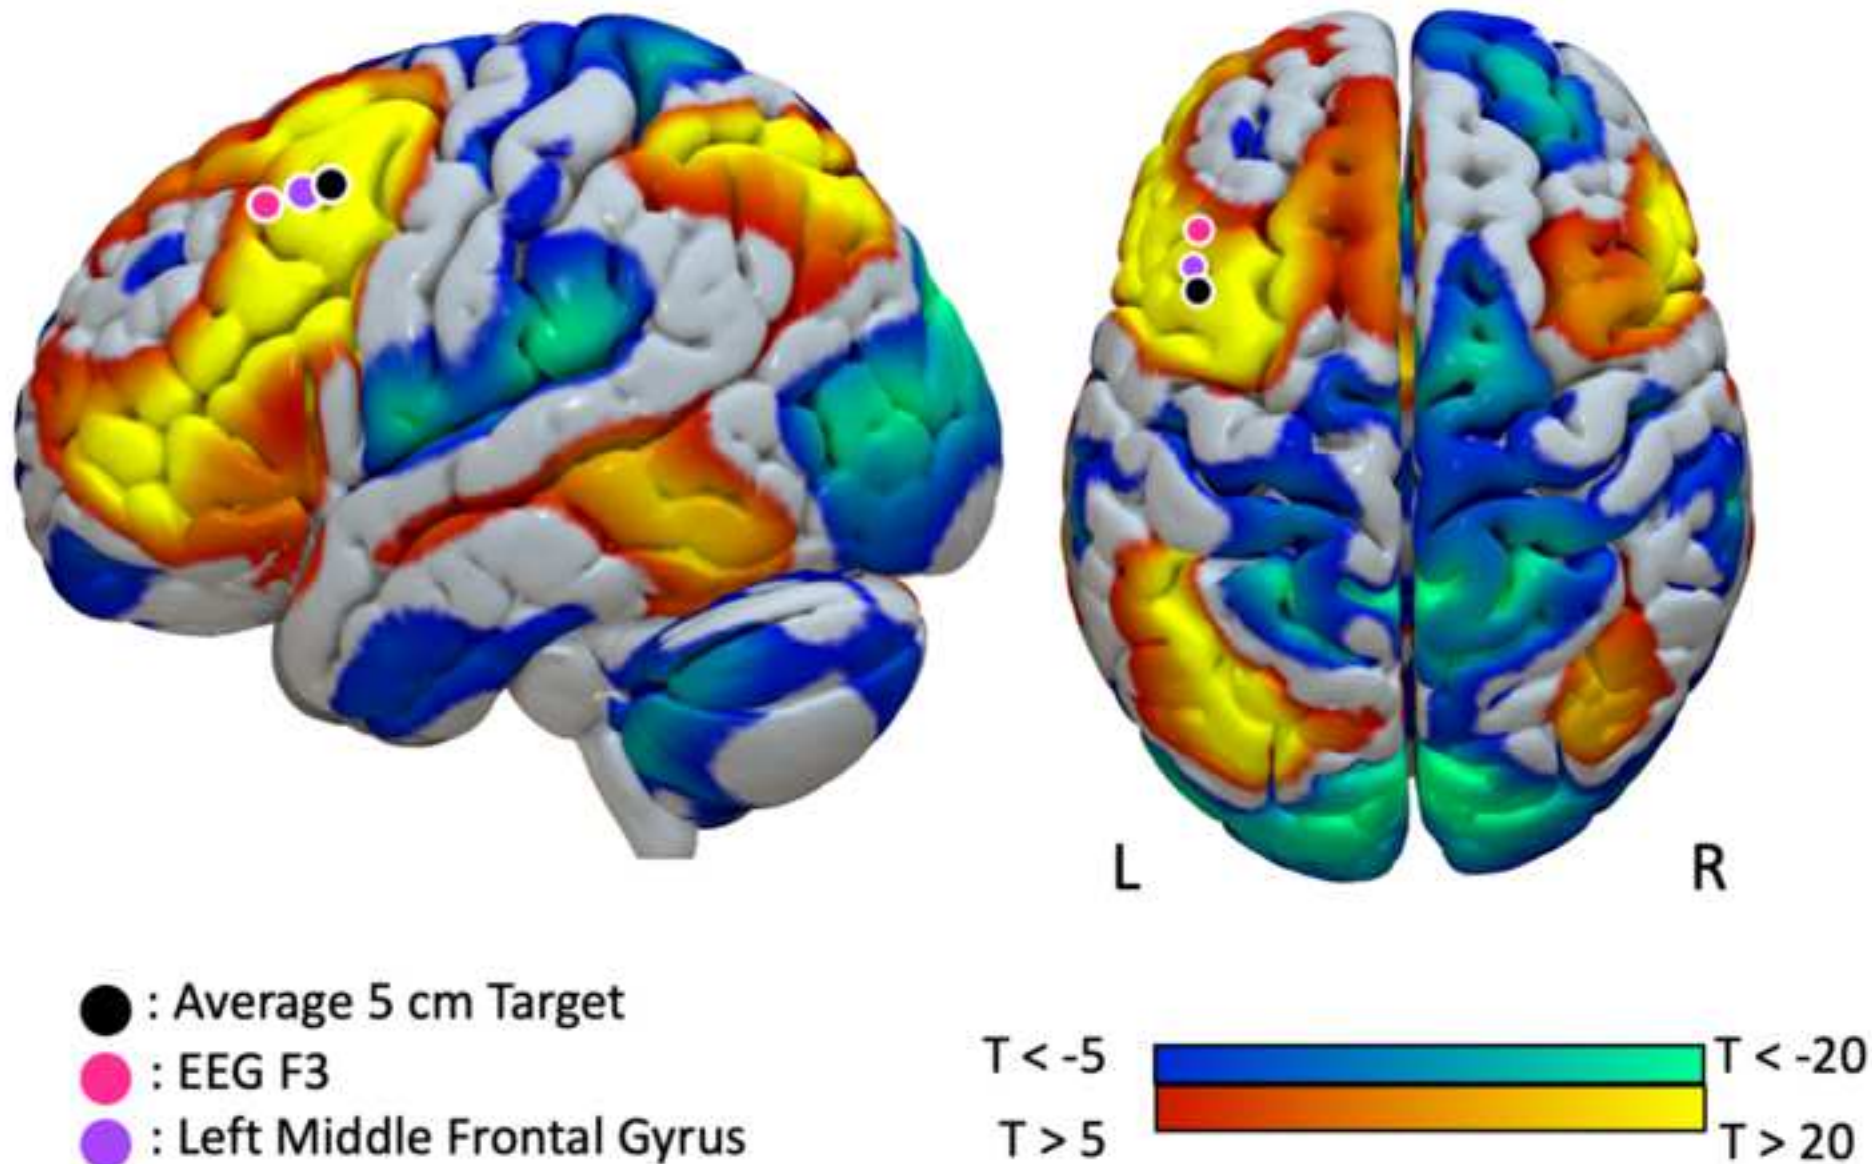 L
R
: Average 5 cm Target
: EEG F3
: Left Middle Frontal Gyrus
T < -5
T < -20
T > 5
T > 20